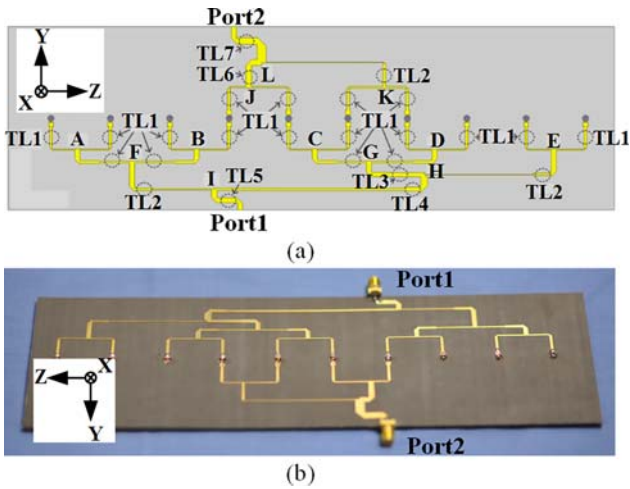 Port2
Y
X
Z
TL7
TL6
L
TL2
J
K
TL1
TL1
TL1
TL1
A
B
C
D
TL1
E
TL1
F
G
H
TL3
TL2
I
TL5
TL4
TL2
Port1
(a)
Port1
X
Z
Y
Port2
(b)